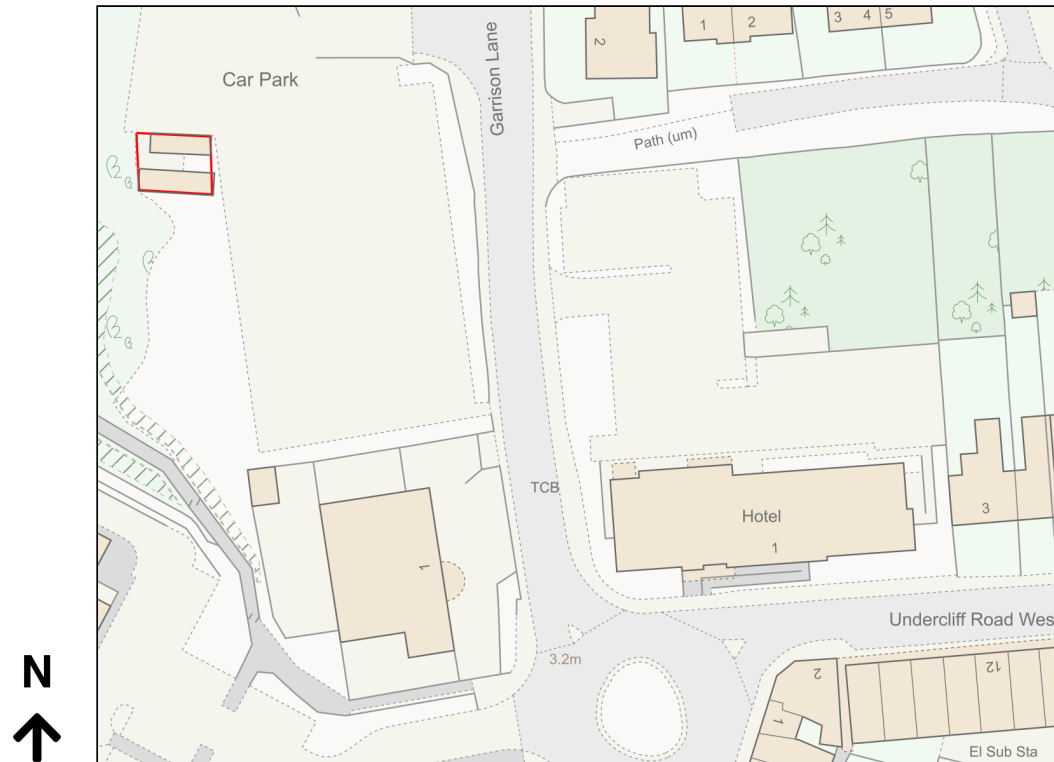 1
2
3
4
5
2
Car Park
Garrison Lane
Path (um)
TCB
Hotel
1
3
1
Undercliff Road Wes
3.2m
2
12
1
El Sub Sta
N